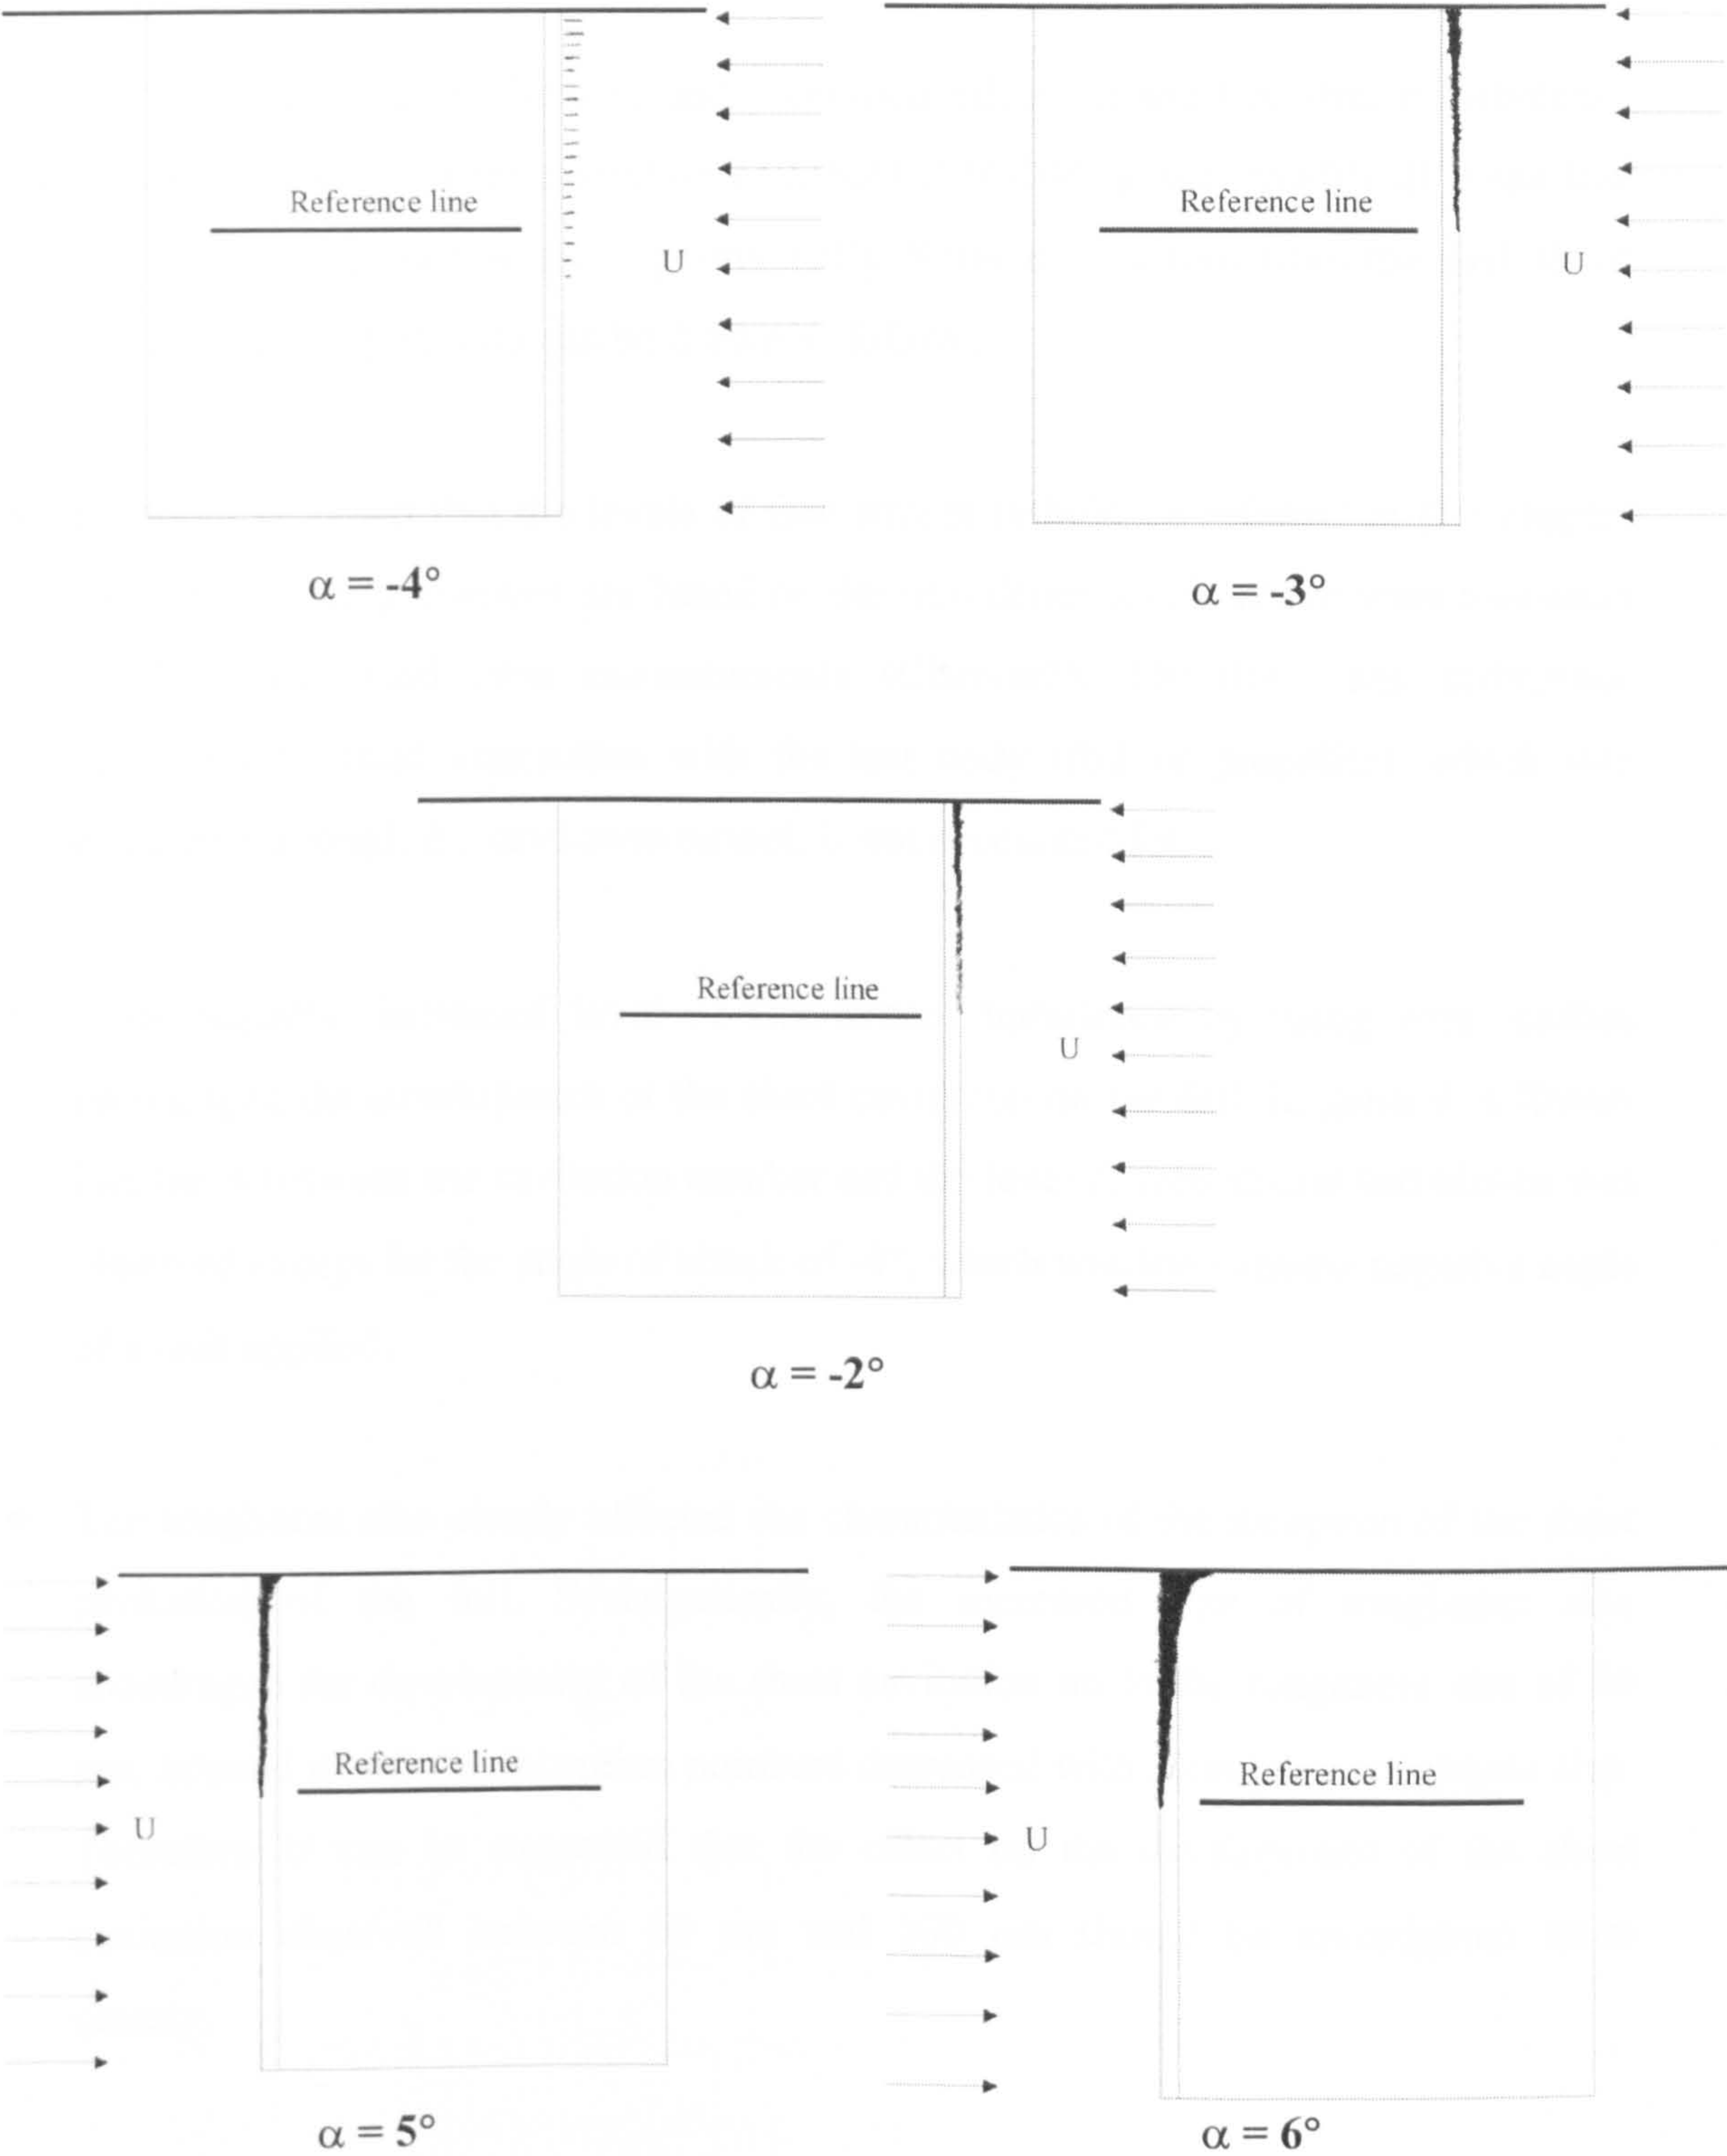 Reference line
U
α = -4°
Reference line
U
α = -3°
Reference line
U
α = -2°
Reference line
U
α = 5°
Reference line
U
α = 6°